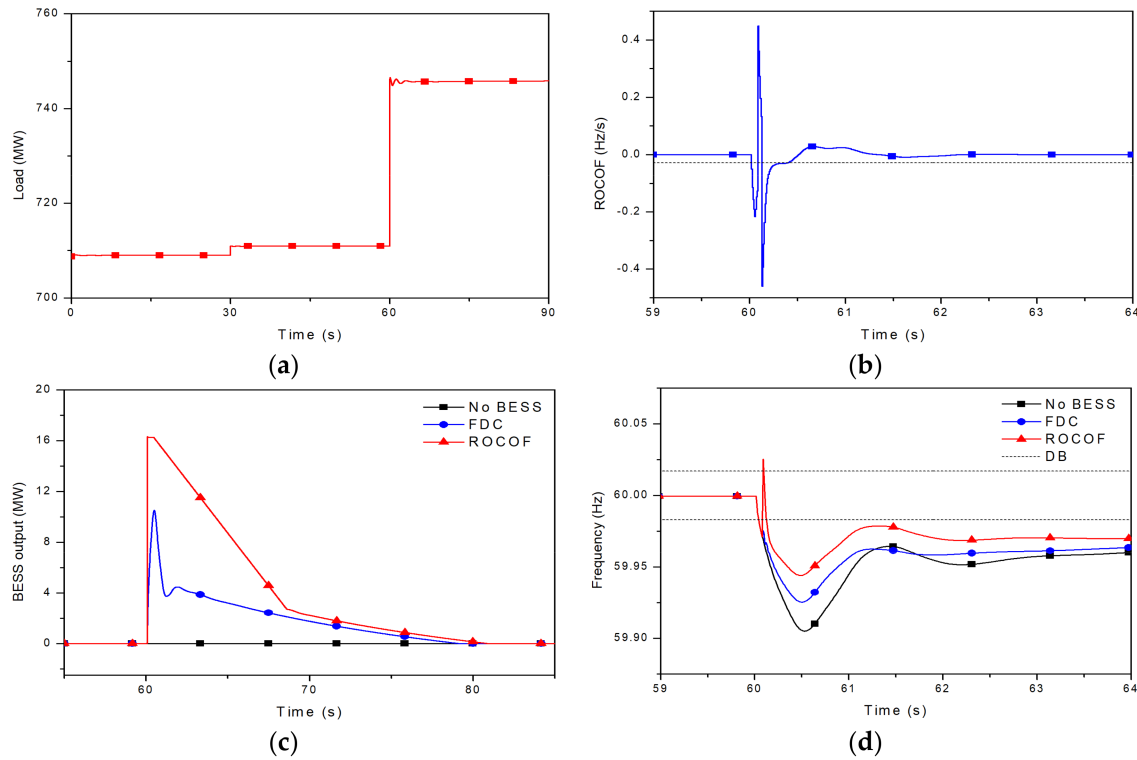 760
740
720
700
Load (MW)
0
30
60
90
Time (s)
(a)
0.4
0.2
0.0
-0.2
-0.4
ROCOF (Hz/s)
59
60
61
62
63
64
Time (s)
(b)
20
16
12
8
4
0
BESS output (MW)
No BESS
FDC
ROCOF
60
70
80
Time (s)
(c)
60.05
60.00
59.95
59.90
Frequency (Hz)
No BESS
FDC
ROCOF
DB
59
60
61
62
63
64
Time (s)
(d)